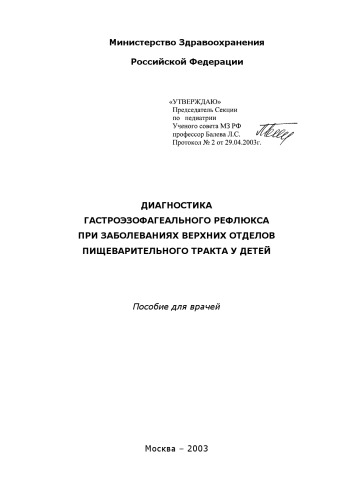 Министерство Здравоохранения
Российской Федерации
«УТВЕРЖДАЮ»
Председатель Секции
по педиатрии
Ученого совета МЗ РФ
профессор Балева Л.С.
Протокол № 2 от 29.04.2003г.
ДИАГНОСТИКА
ГАСТРОЭЗОФАГЕАЛЬНОГО РЕФЛЮКСА
ПРИ ЗАБОЛЕВАНИЯХ ВЕРХНИХ ОТДЕЛОВ
ПИЩЕВАРИТЕЛЬНОГО ТРАКТА У ДЕТЕЙ
Пособие для врачей
Москва – 2003